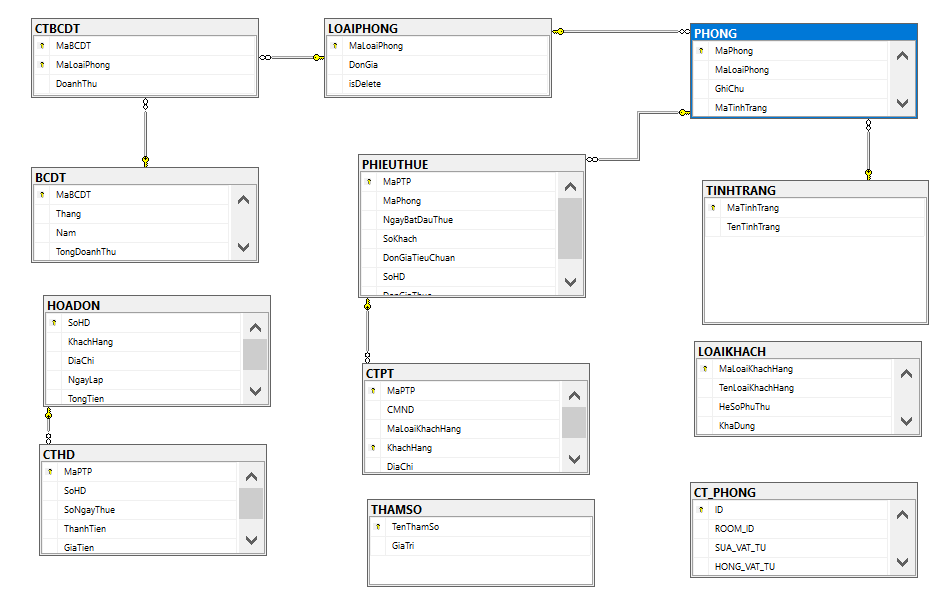 CTBCDT
MaBCDT
MaLoaiPhong
DoanhThu
LOAIPHONG
MaLoaiPhong
DonGia
isDelete
PHONG
MaPhong
MaLoaiPhong
GhiChu
MaTinhTrang
BCDT
MaBCDT
Thang
Nam
TongDoanhThu
PHIEUTHUE
MaPTP
MaPhong
NgayBatDauThue
SoKhach
DonGiaTieuChuan
SoHD
DonGiaThue
TINHTRANG
MaTinhTrang
TenTinhTrang
HOADON
SoHD
KhachHang
DiaChi
NgayLap
TongTien
LOAIKHACH
MaLoaiKhachHang
TenLoaiKhachHang
HeSoPhuThu
KhaDung
CTPT
MaPTP
CMND
MaLoaiKhachHang
KhachHang
DiaChi
CTHD
MaPTP
SoHD
SoNgayThue
ThanhTien
GiaTien
THAMSO
TenThamSo
GiaTri
CT_PHONG
ID
ROOM_ID
SUA_VAT_TU
HONG_VAT_TU